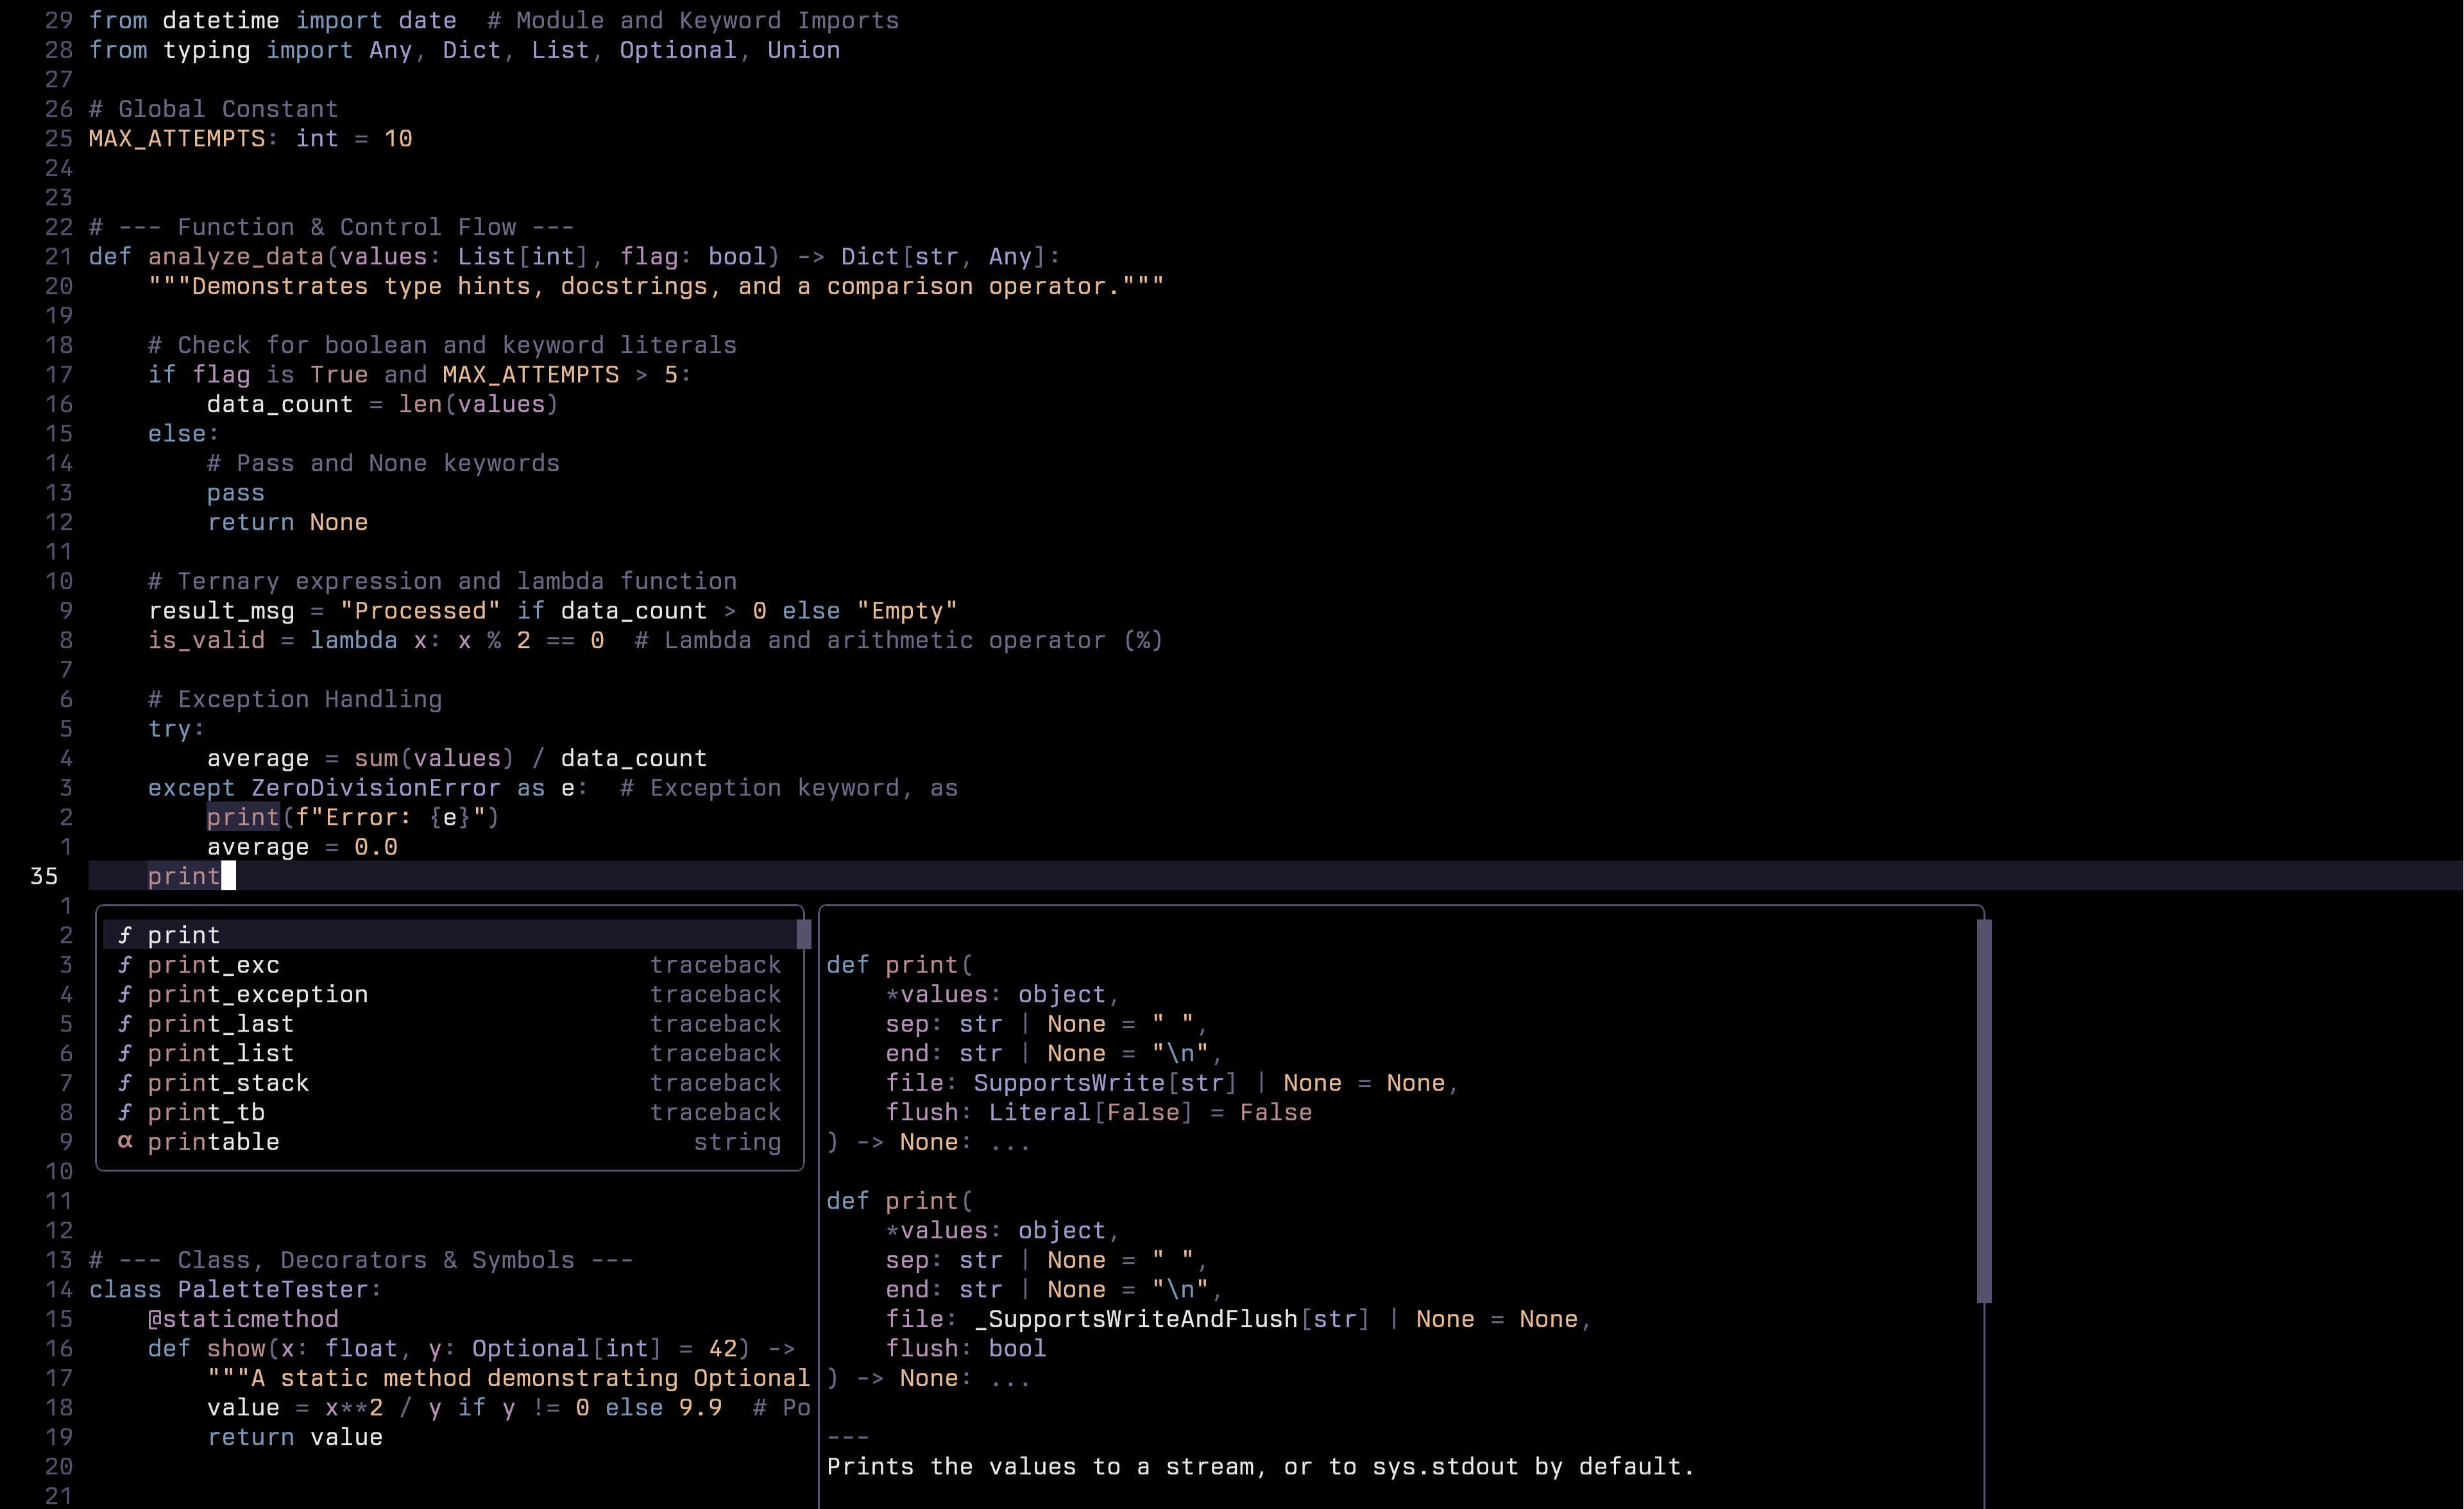 29 from datetime import date  # Module and Keyword Imports
28 from typing import Any, Dict, List, Optional, Union
27
26 # Global Constant
25 MAX_ATTEMPTS: int = 10
24
23
22 # --- Function & Control Flow ---
21 def analyze_data(values: List[int], flag: bool) -> Dict[str, Any]:
20     """Demonstrates type hints, docstrings, and a comparison operator."""
19
18     # Check for boolean and keyword literals
17     if flag is True and MAX_ATTEMPTS > 5:
16         data_count = len(values)
15     else:
14         # Pass and None keywords
13         pass
12         return None
11
10     # Ternary expression and lambda function
9     result_msg = "Processed" if data_count > 0 else "Empty"
8     is_valid = lambda x: x % 2 == 0  # Lambda and arithmetic operator (%)
7
6     # Exception Handling
5     try:
4         average = sum(values) / data_count
3     except ZeroDivisionError as e:  # Exception keyword, as
2         print(f"Error: {e}")
1         average = 0.0
35     print
1
2 ƒ print
3 ƒ print_exc traceback
4 ƒ print_exception traceback
5 ƒ print_last traceback
6 ƒ print_list traceback
7 ƒ print_stack traceback
8 ƒ print_tb traceback
9 α printable string
10
11
12
13 # --- Class, Decorators & Symbols ---
14 class PaletteTester:
15     @staticmethod
16     def show(x: float, y: Optional[int] = 42) ->
17         """A static method demonstrating Optional
18         value = x**2 / y if y != 0 else 9.9  # Po
19         return value
20
21
def print(
    *values: object,
    sep: str | None = " ",
    end: str | None = "\n",
    file: SupportsWrite[str] | None = None,
    flush: Literal[False] = False
) -> None: ...
def print(
    *values: object,
    sep: str | None = " ",
    end: str | None = "\n",
    file: _SupportsWriteAndFlush[str] | None = None,
    flush: bool
) -> None: ...
---
Prints the values to a stream, or to sys.stdout by default.